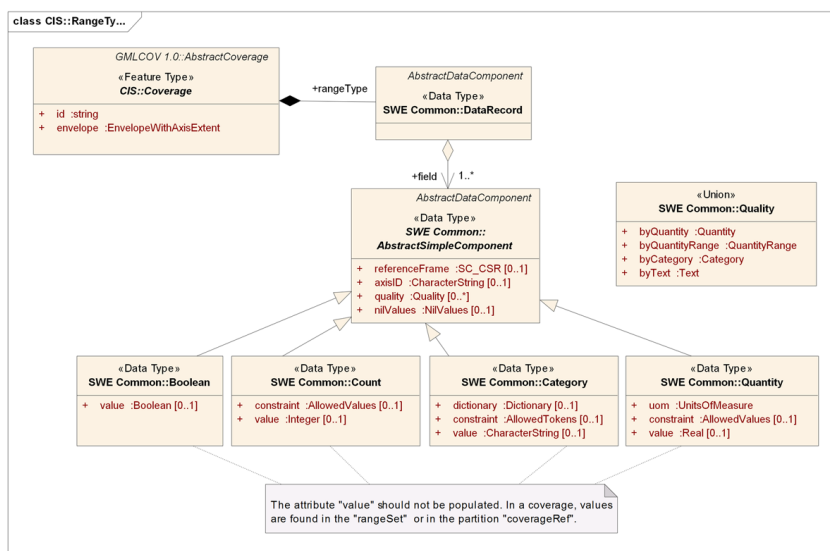 class CIS::RangeTy...
GMLCOV 1.0::AbstractCoverage
«Feature Type»
CIS::Coverage
+ id :string
+ envelope :EnvelopeWithAxisExtent
+rangeType
AbstractDataComponent
«Data Type»
SWE Common::DataRecord
+field 1..*
AbstractDataComponent
«Data Type»
SWE Common::
AbstractSimpleComponent
+ referenceFrame :SC_CSR [0..1]
+ axisID :CharacterString [0..1]
+ quality :Quality [0..*]
+ nilValues :NilValues [0..1]
«Union»
SWE Common::Quality
+ byQuantity :Quantity
+ byQuantityRange :QuantityRange
+ byCategory :Category
+ byText :Text
«Data Type»
SWE Common::Boolean
+ value :Boolean [0..1]
«Data Type»
SWE Common::Count
+ constraint :AllowedValues [0..1]
+ value :Integer [0..1]
«Data Type»
SWE Common::Category
+ dictionary :Dictionary [0..1]
+ constraint :AllowedTokens [0..1]
+ value :CharacterString [0..1]
«Data Type»
SWE Common::Quantity
+ uom :UnitsOfMeasure
+ constraint :AllowedValues [0..1]
+ value :Real [0..1]
The attribute "value" should not be populated. In a coverage, values
are found in the "rangeSet" or in the partition "coverageRef".